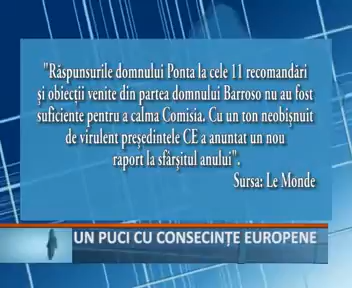 "Răspunsurile domnului Ponta la cele 11 recomandări
și obiecții venite din partea domnului Barroso nu au fost
suficiente pentru a calma Comisia. Cu un ton neobișnuit
de virulent președintele CE a anuntat un nou
raport la sfârșitul anului".
Sursa: Le Monde
UN PUCI CU CONSECINȚE EUROPENE